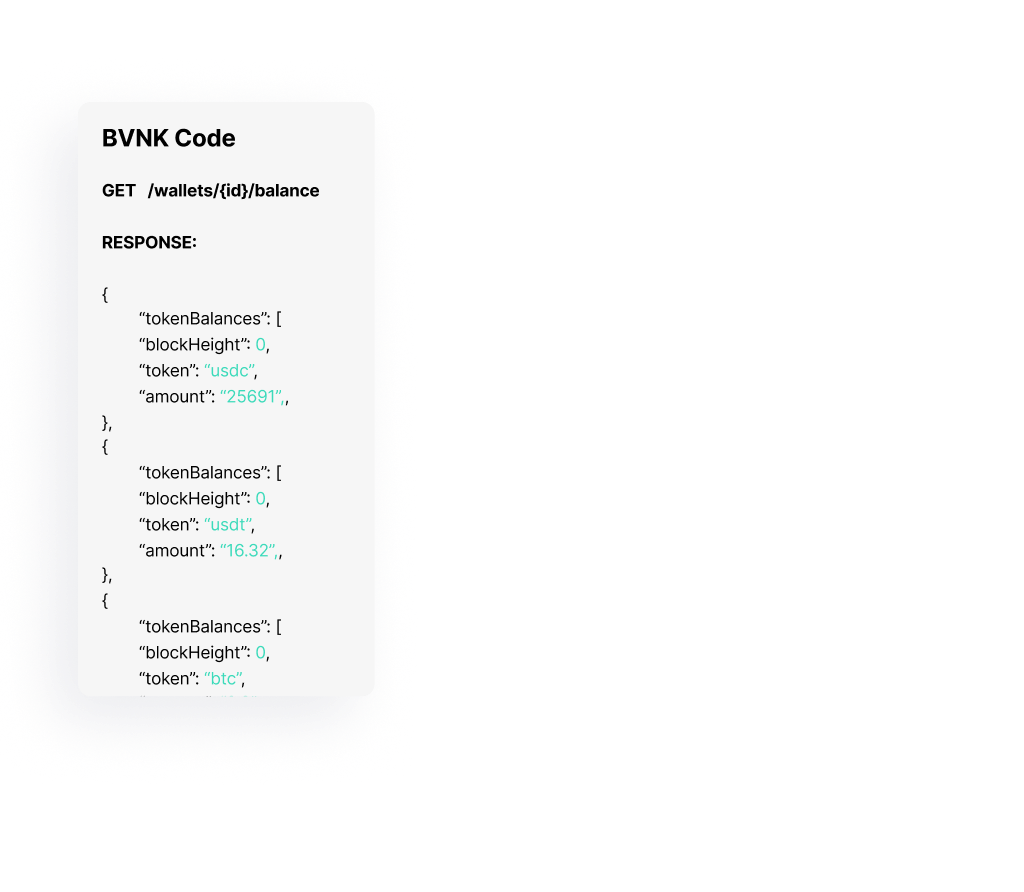 BVNK Code
GET /wallets/{id}/balance
RESPONSE:
{
“tokenBalances”: [
“blockHeight”: 0,
“token”: “usdc”,
“amount”: “25691”,,
},
{
“tokenBalances”: [
“blockHeight”: 0,
“token”: “usdt”,
“amount”: “16.32”,,
},
{
“tokenBalances”: [
“blockHeight”: 0,
“token”: “btc”,